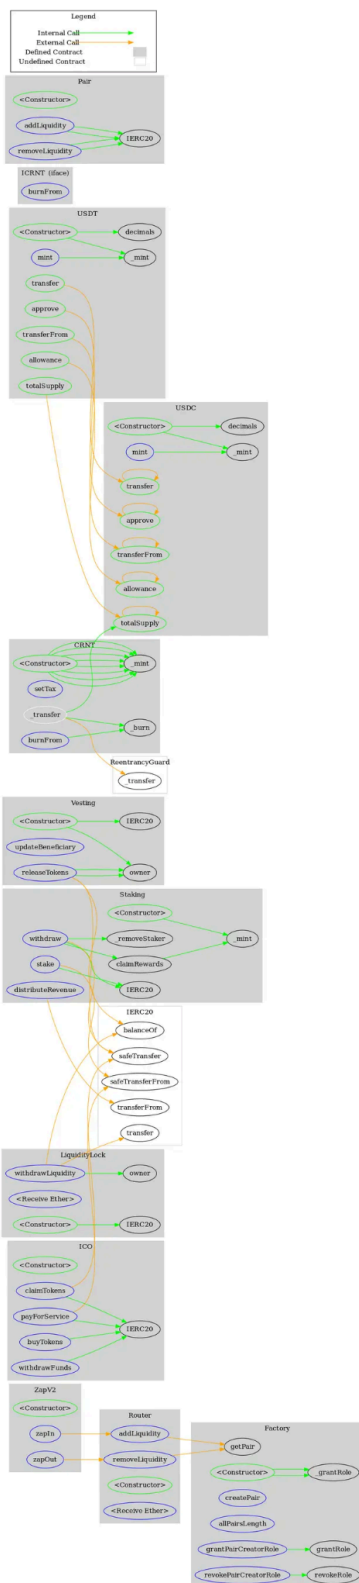 Legend
Internal Call
External Call
Defined Contract
Undefined Contract
Pair
<Constructor>
addLiquidity
IERC20
removeLiquidity
ICRNT (iface)
burnFrom
USDT
<Constructor>
decimals
mint
_mint
transfer
approve
transferFrom
allowance
totalSupply
USDC
<Constructor>
decimals
mint
_mint
transfer
approve
transferFrom
allowance
totalSupply
CRNT
<Constructor>
_mint
setTax
_transfer
_burn
burnFrom
ReentrancyGuard
_transfer
Vesting
<Constructor>
IERC20
updateBeneficiary
releaseTokens
owner
Staking
<Constructor>
withdraw
_removeStaker
_mint
stake
claimRewards
IERC20
distributeRevenue
IERC20
balanceOf
safeTransfer
safeTransferFrom
transferFrom
transfer
LiquidityLock
withdrawLiquidity
owner
<Receive Ether>
<Constructor>
IERC20
ICO
<Constructor>
claimTokens
payForService
IERC20
buyTokens
withdrawFunds
ZapV2
<Constructor>
zapIn
zapOut
Router
addLiquidity
removeLiquidity
<Constructor>
<Receive Ether>
Factory
getPair
<Constructor>
_grantRole
createPair
allPairsLength
grantPairCreatorRole
grantRole
revokePairCreatorRole
revokeRole